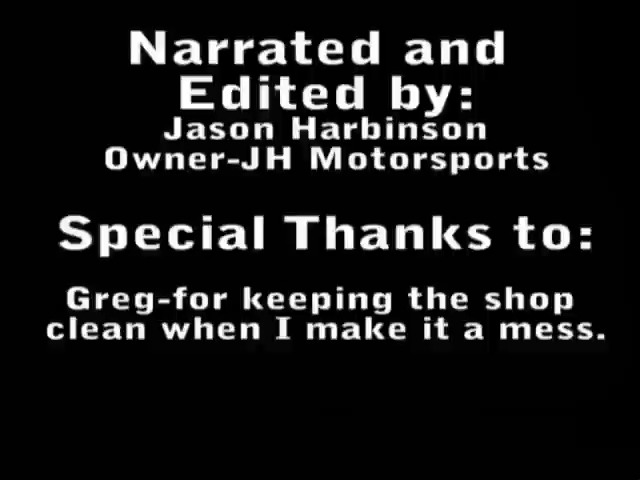 Narrated and
Edited by:
Jason Harbinson
Owner-JH Motorsports
Special Thanks to:
Greg-for keeping the shop
clean when I make it a mess.